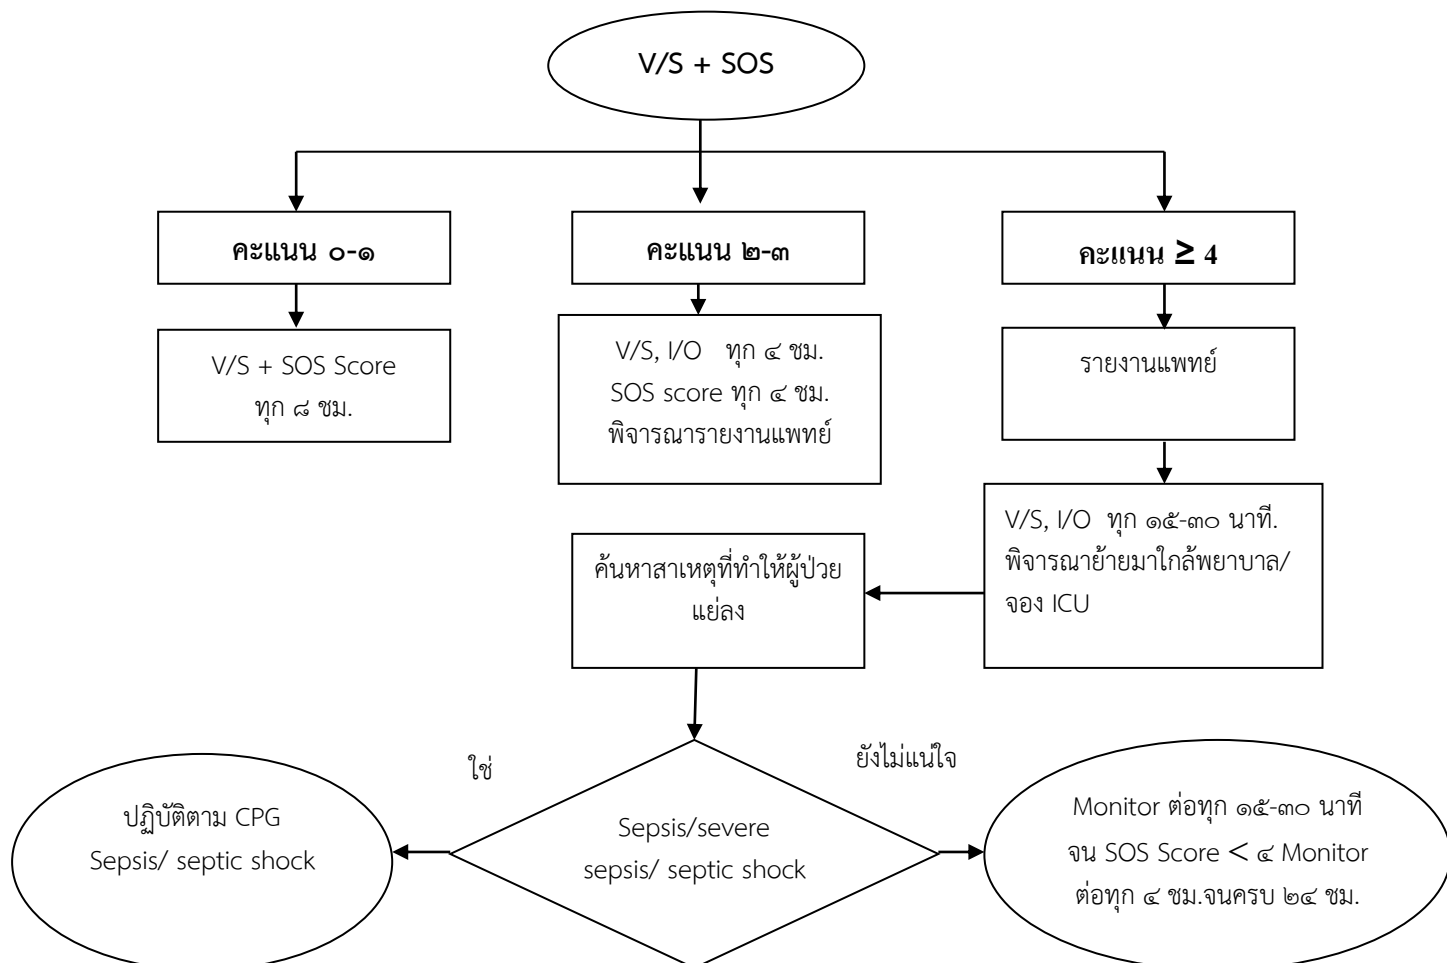 V/S + SOS
คะแนน ๐-๑
คะแนน ๒-๓
คะแนน ≥ 4
V/S + SOS Score
ทุก ๘ ชม.
V/S, I/O ทุก ๔ ชม.
SOS score ทุก ๔ ชม.
พิจารณารายงานแพทย์
รายงานแพทย์
V/S, I/O ทุก ๑๕-๓๐ นาที.
พิจารณาย้ายมาใกล้พยาบาล/
จอง ICU
ค้นหาสาเหตุที่ทำให้ผู้ป่วย
แย่ลง
ใช่
ยังไม่แน่ใจ
ปฏิบัติตาม CPG
Sepsis/ septic shock
Sepsis/severe
sepsis/ septic shock
Monitor ต่อทุก ๑๕-๓๐ นาที
จน SOS Score < ๔ Monitor
ต่อทุก ๔ ชม.จนครบ ๒๔ ชม.